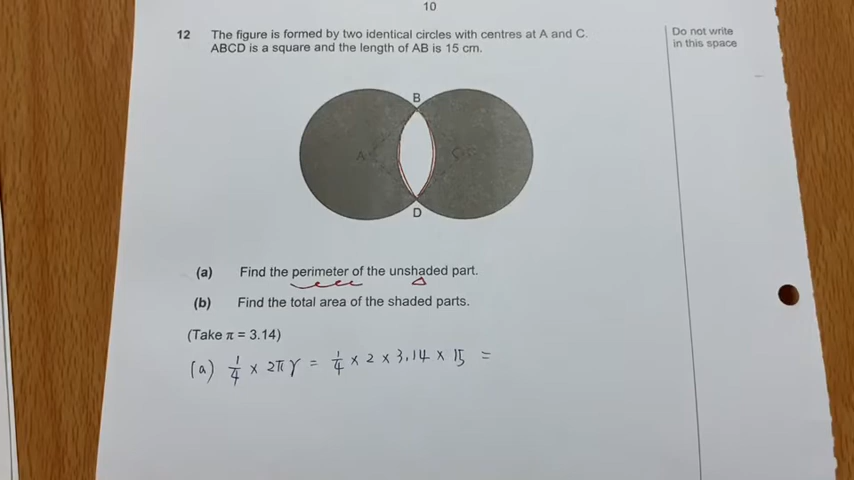 10
12 The figure is formed by two identical circles with centres at A and C.
ABCD is a square and the length of AB is 15 cm.
Do not write
in this space
B
A C
D
(a) Find the perimeter of the unshaded part.
(b) Find the total area of the shaded parts.
(Take π = 3.14)
(a) 1/4 × 2πr = 1/4 × 2 × 3.14 × 15 =